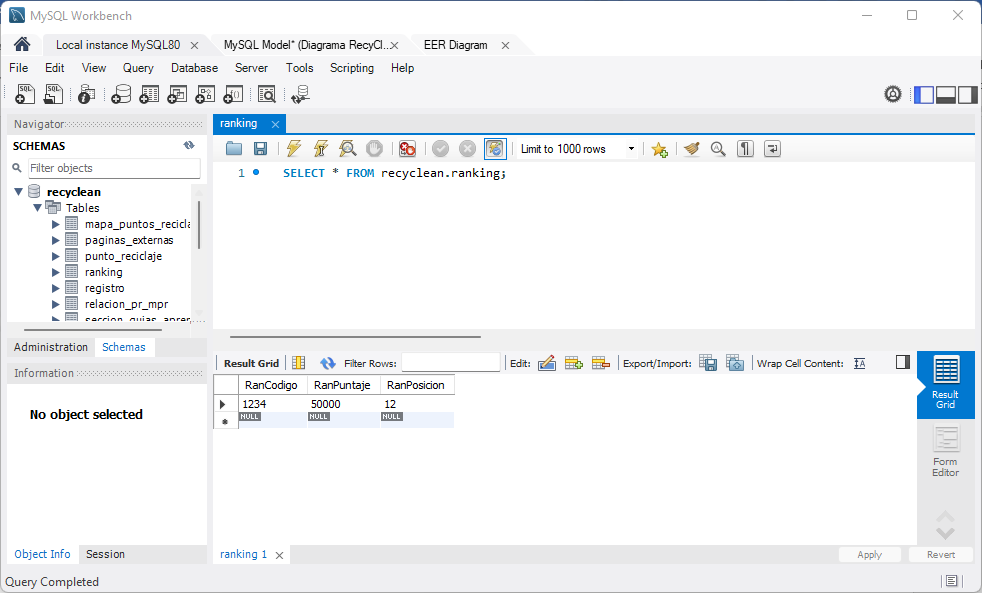 MySQL Workbench
Local instance MySQL80
MySQL Model* (Diagrama RecyCl...
EER Diagram
File Edit View Query Database Server Tools Scripting Help
Navigator
SCHEMAS
Filter objects
recyclean
Tables
mapa_puntos_recicla
paginas_externas
punto_reciclaje
ranking
registro
relacion_pr_mpr
seccion_guias_apren
Administration Schemas
Information
No object selected
Object Info Session
ranking
Limit to 1000 rows
1 SELECT * FROM recyclean.ranking;
Result Grid Filter Rows: Edit: Export/Import: Wrap Cell Content:
RanCodigo RanPuntaje RanPosicion
1234 50000 12
NULL NULL NULL
Result
Grid
Form
Editor
ranking 1
Apply Revert
Query Completed